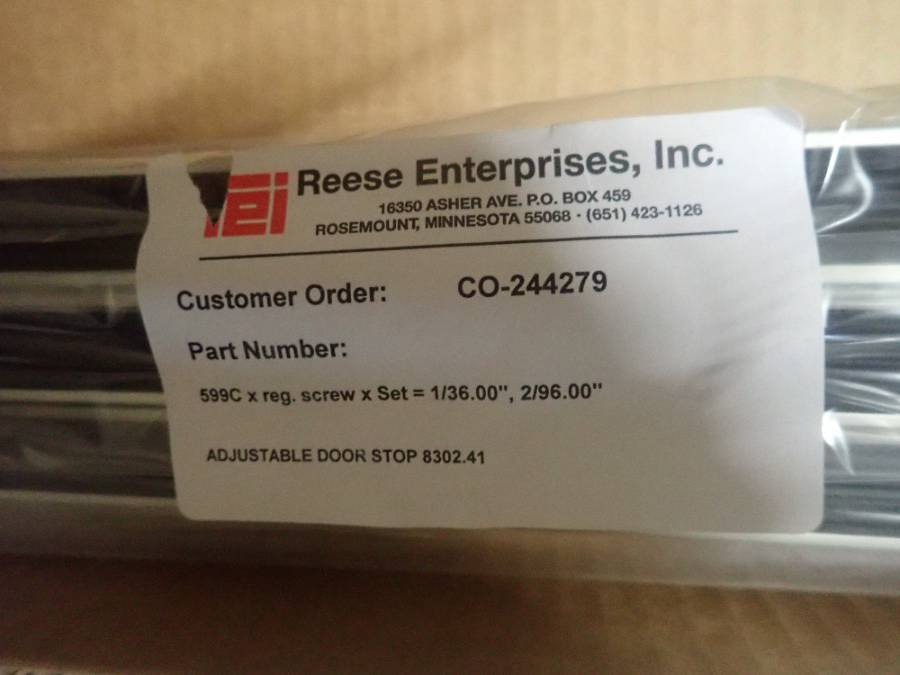 ei Reese Enterprises, Inc.
16350 ASHER AVE. P.O. BOX 459
ROSEMOUNT, MINNESOTA 55068 · (651) 423-1126
Customer Order: CO-244279
Part Number:
599C x reg. screw x Set = 1/36.00", 2/96.00"
ADJUSTABLE DOOR STOP 8302.41